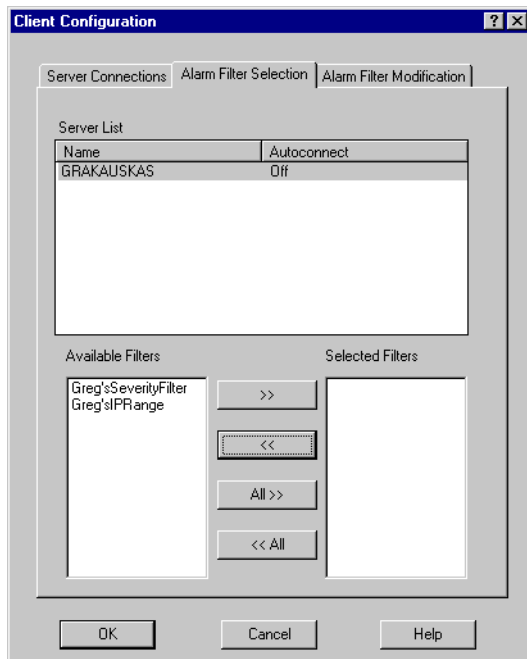 Client Configuration
? X
Server Connections Alarm Filter Selection Alarm Filter Modification
Server List
Name Autoconnect
GRAKAUSKAS Off
Available Filters Selected Filters
Greg'sSeverityFilter
Greg'sIPRange
>>
<<
All >>
<< All
OK Cancel Help